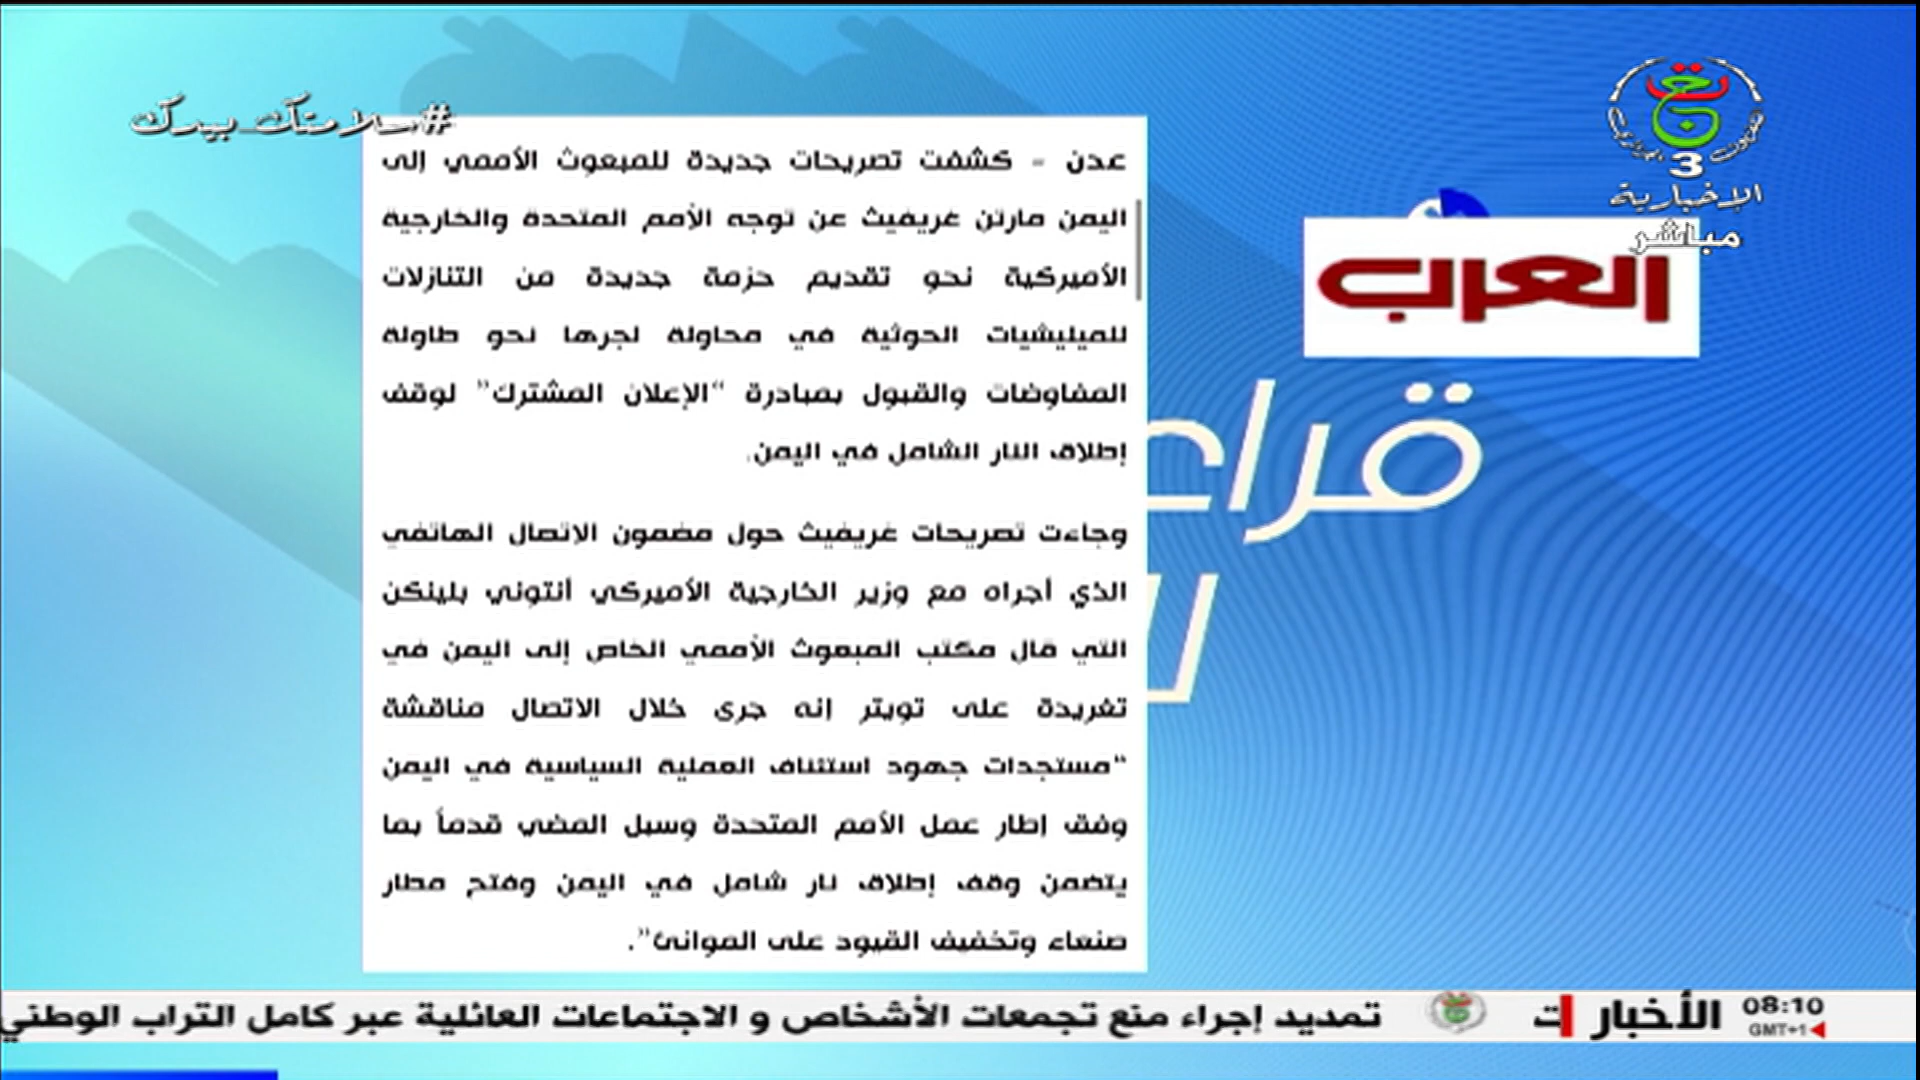 #سلامتك_بيدك
3
الإخبارية
مباشر
العرب
عدن - كشفت تصريحات جديدة للمبعوث الأممي إلى
اليمن مارتن غريفيث عن توجه الأمم المتحدة والخارجية
الأميركية نحو تقديم حزمة جديدة من التنازلات
للميليشيات الحوثية في محاولة لجرها نحو طاولة
المفاوضات والقبول بمبادرة “الإعلان المشترك” لوقف
إطلاق النار الشامل في اليمن.
وجاءت تصريحات غريفيث حول مضمون الاتصال الهاتفي
الذي أجراه مع وزير الخارجية الأميركي أنتوني بلينكن
التي قال مكتب المبعوث الأممي الخاص إلى اليمن في
تغريدة على تويتر إنه جرى خلال الاتصال مناقشة
“مستجدات جهود استئناف العملية السياسية في اليمن
وفق إطار عمل الأمم المتحدة وسبل المضي قدماً بما
يتضمن وقف إطلاق نار شامل في اليمن وفتح مطار
صنعاء وتخفيف القيود على الموانئ”.
08:10
GMT+1
الأخبار
تمديد إجراء منع تجمعات الأشخاص و الاجتماعات العائلية عبر كامل التراب الوطني